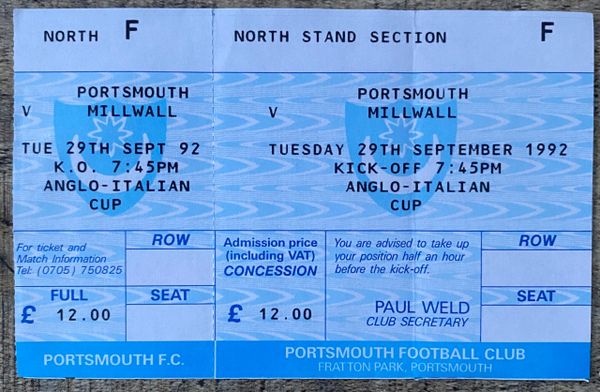 NORTH F
PORTSMOUTH
V MILLWALL
TUE 29TH SEPT 92
K.O. 7:45PM
ANGLO-ITALIAN
CUP
For ticket and
Match Information
Tel: (0705) 750825
ROW
FULL
£ 12.00
SEAT
PORTSMOUTH F.C.
NORTH STAND SECTION F
PORTSMOUTH
V MILLWALL
TUESDAY 29TH SEPTEMBER 1992
KICK-OFF 7:45PM
ANGLO-ITALIAN
CUP
Admission price
(including VAT)
CONCESSION
£ 12.00
You are advised to take up
your position half an hour
before the kick-off.
PAUL WELD
CLUB SECRETARY
ROW
SEAT
PORTSMOUTH FOOTBALL CLUB
FRATTON PARK, PORTSMOUTH